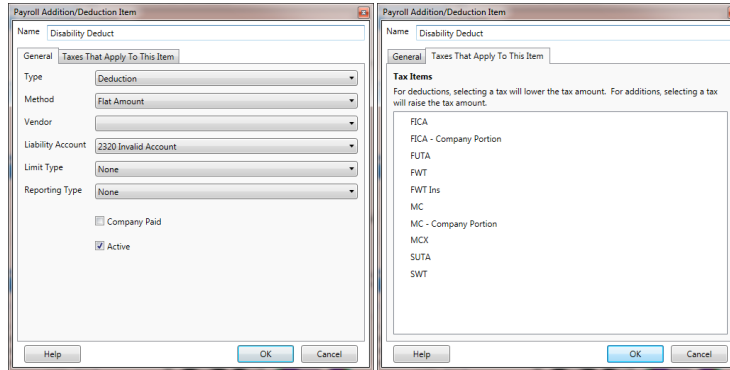 Payroll Addition/Deduction Item
Name Disability Deduct
General Taxes That Apply To This Item
Type Deduction
Method Flat Amount
Vendor
Liability Account 2320 Invalid Account
Limit Type None
Reporting Type None
Company Paid
Active
Help OK Cancel
Payroll Addition/Deduction Item
Name Disability Deduct
General Taxes That Apply To This Item
Tax Items
For deductions, selecting a tax will lower the tax amount. For additions, selecting a tax
will raise the tax amount.
FICA
FICA - Company Portion
FUTA
FWT
FWT Ins
MC
MC - Company Portion
MCX
SUTA
SWT
Help OK Cancel